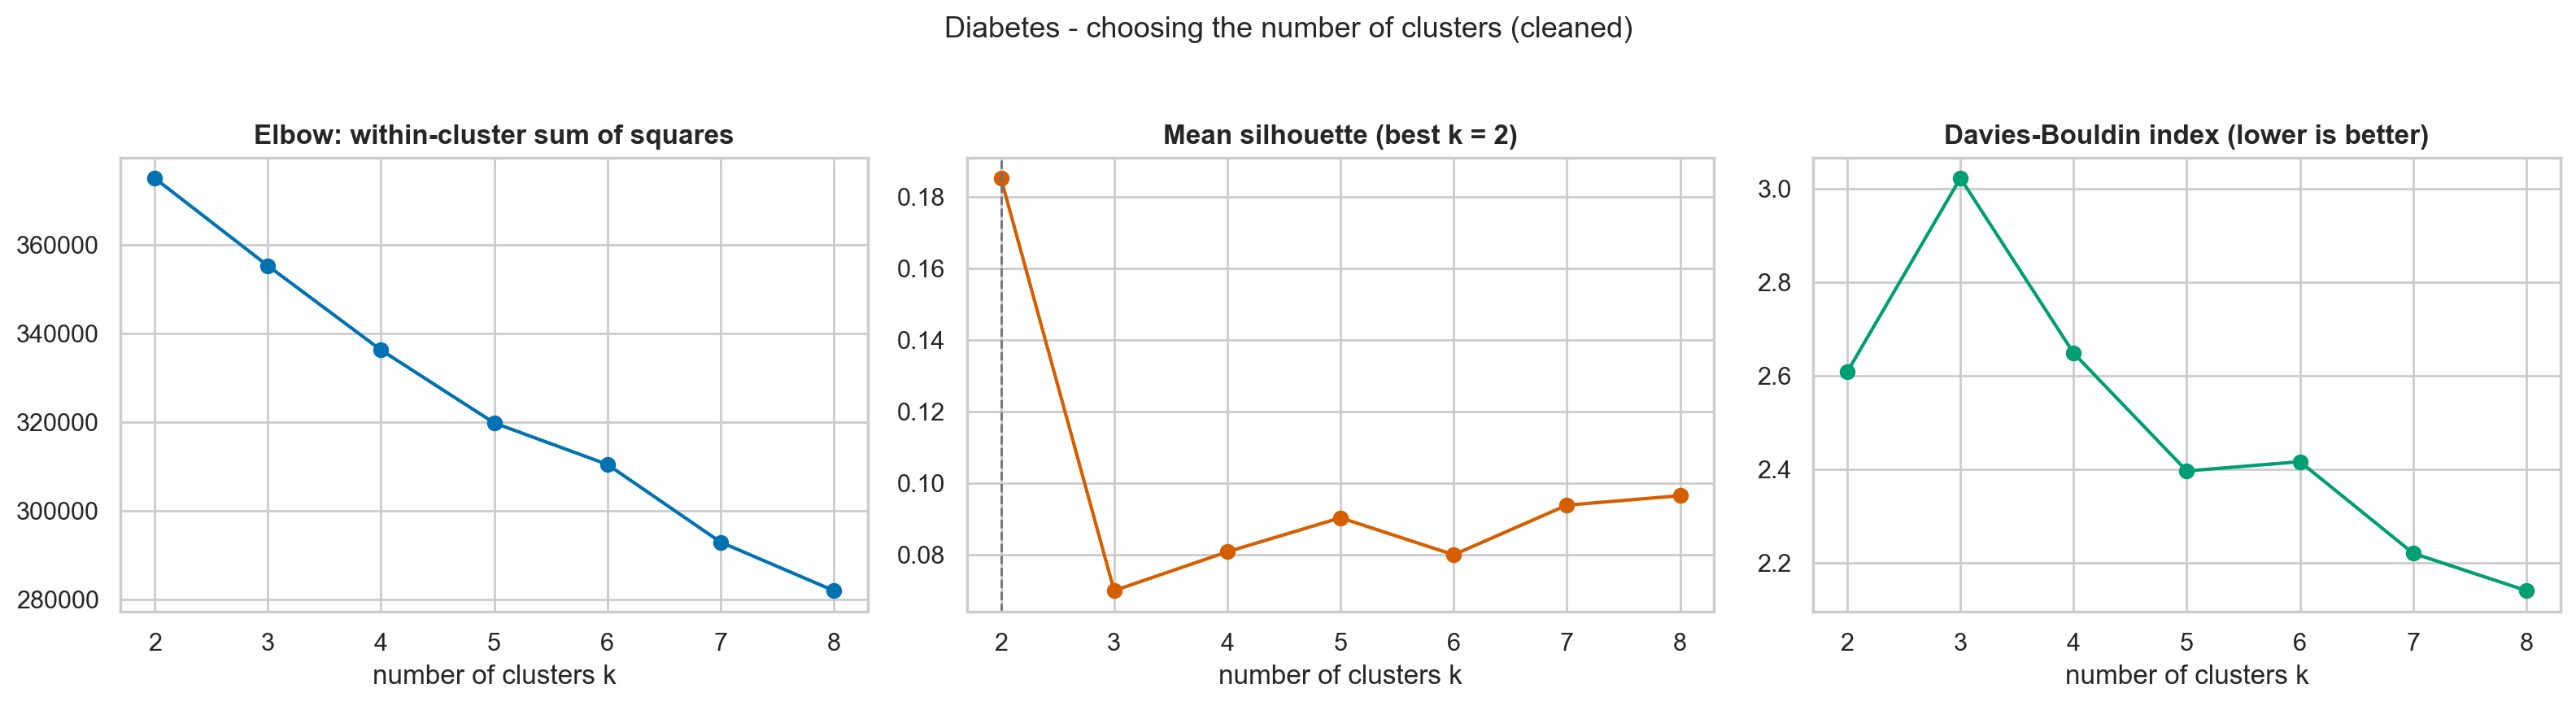 Diabetes - choosing the number of clusters (cleaned)
Elbow: within-cluster sum of squares
360000
340000
320000
300000
280000
2 3 4 5 6 7 8
number of clusters k
Mean silhouette (best k = 2)
0.18
0.16
0.14
0.12
0.10
0.08
2 3 4 5 6 7 8
number of clusters k
Davies-Bouldin index (lower is better)
3.0
2.8
2.6
2.4
2.2
2 3 4 5 6 7 8
number of clusters k